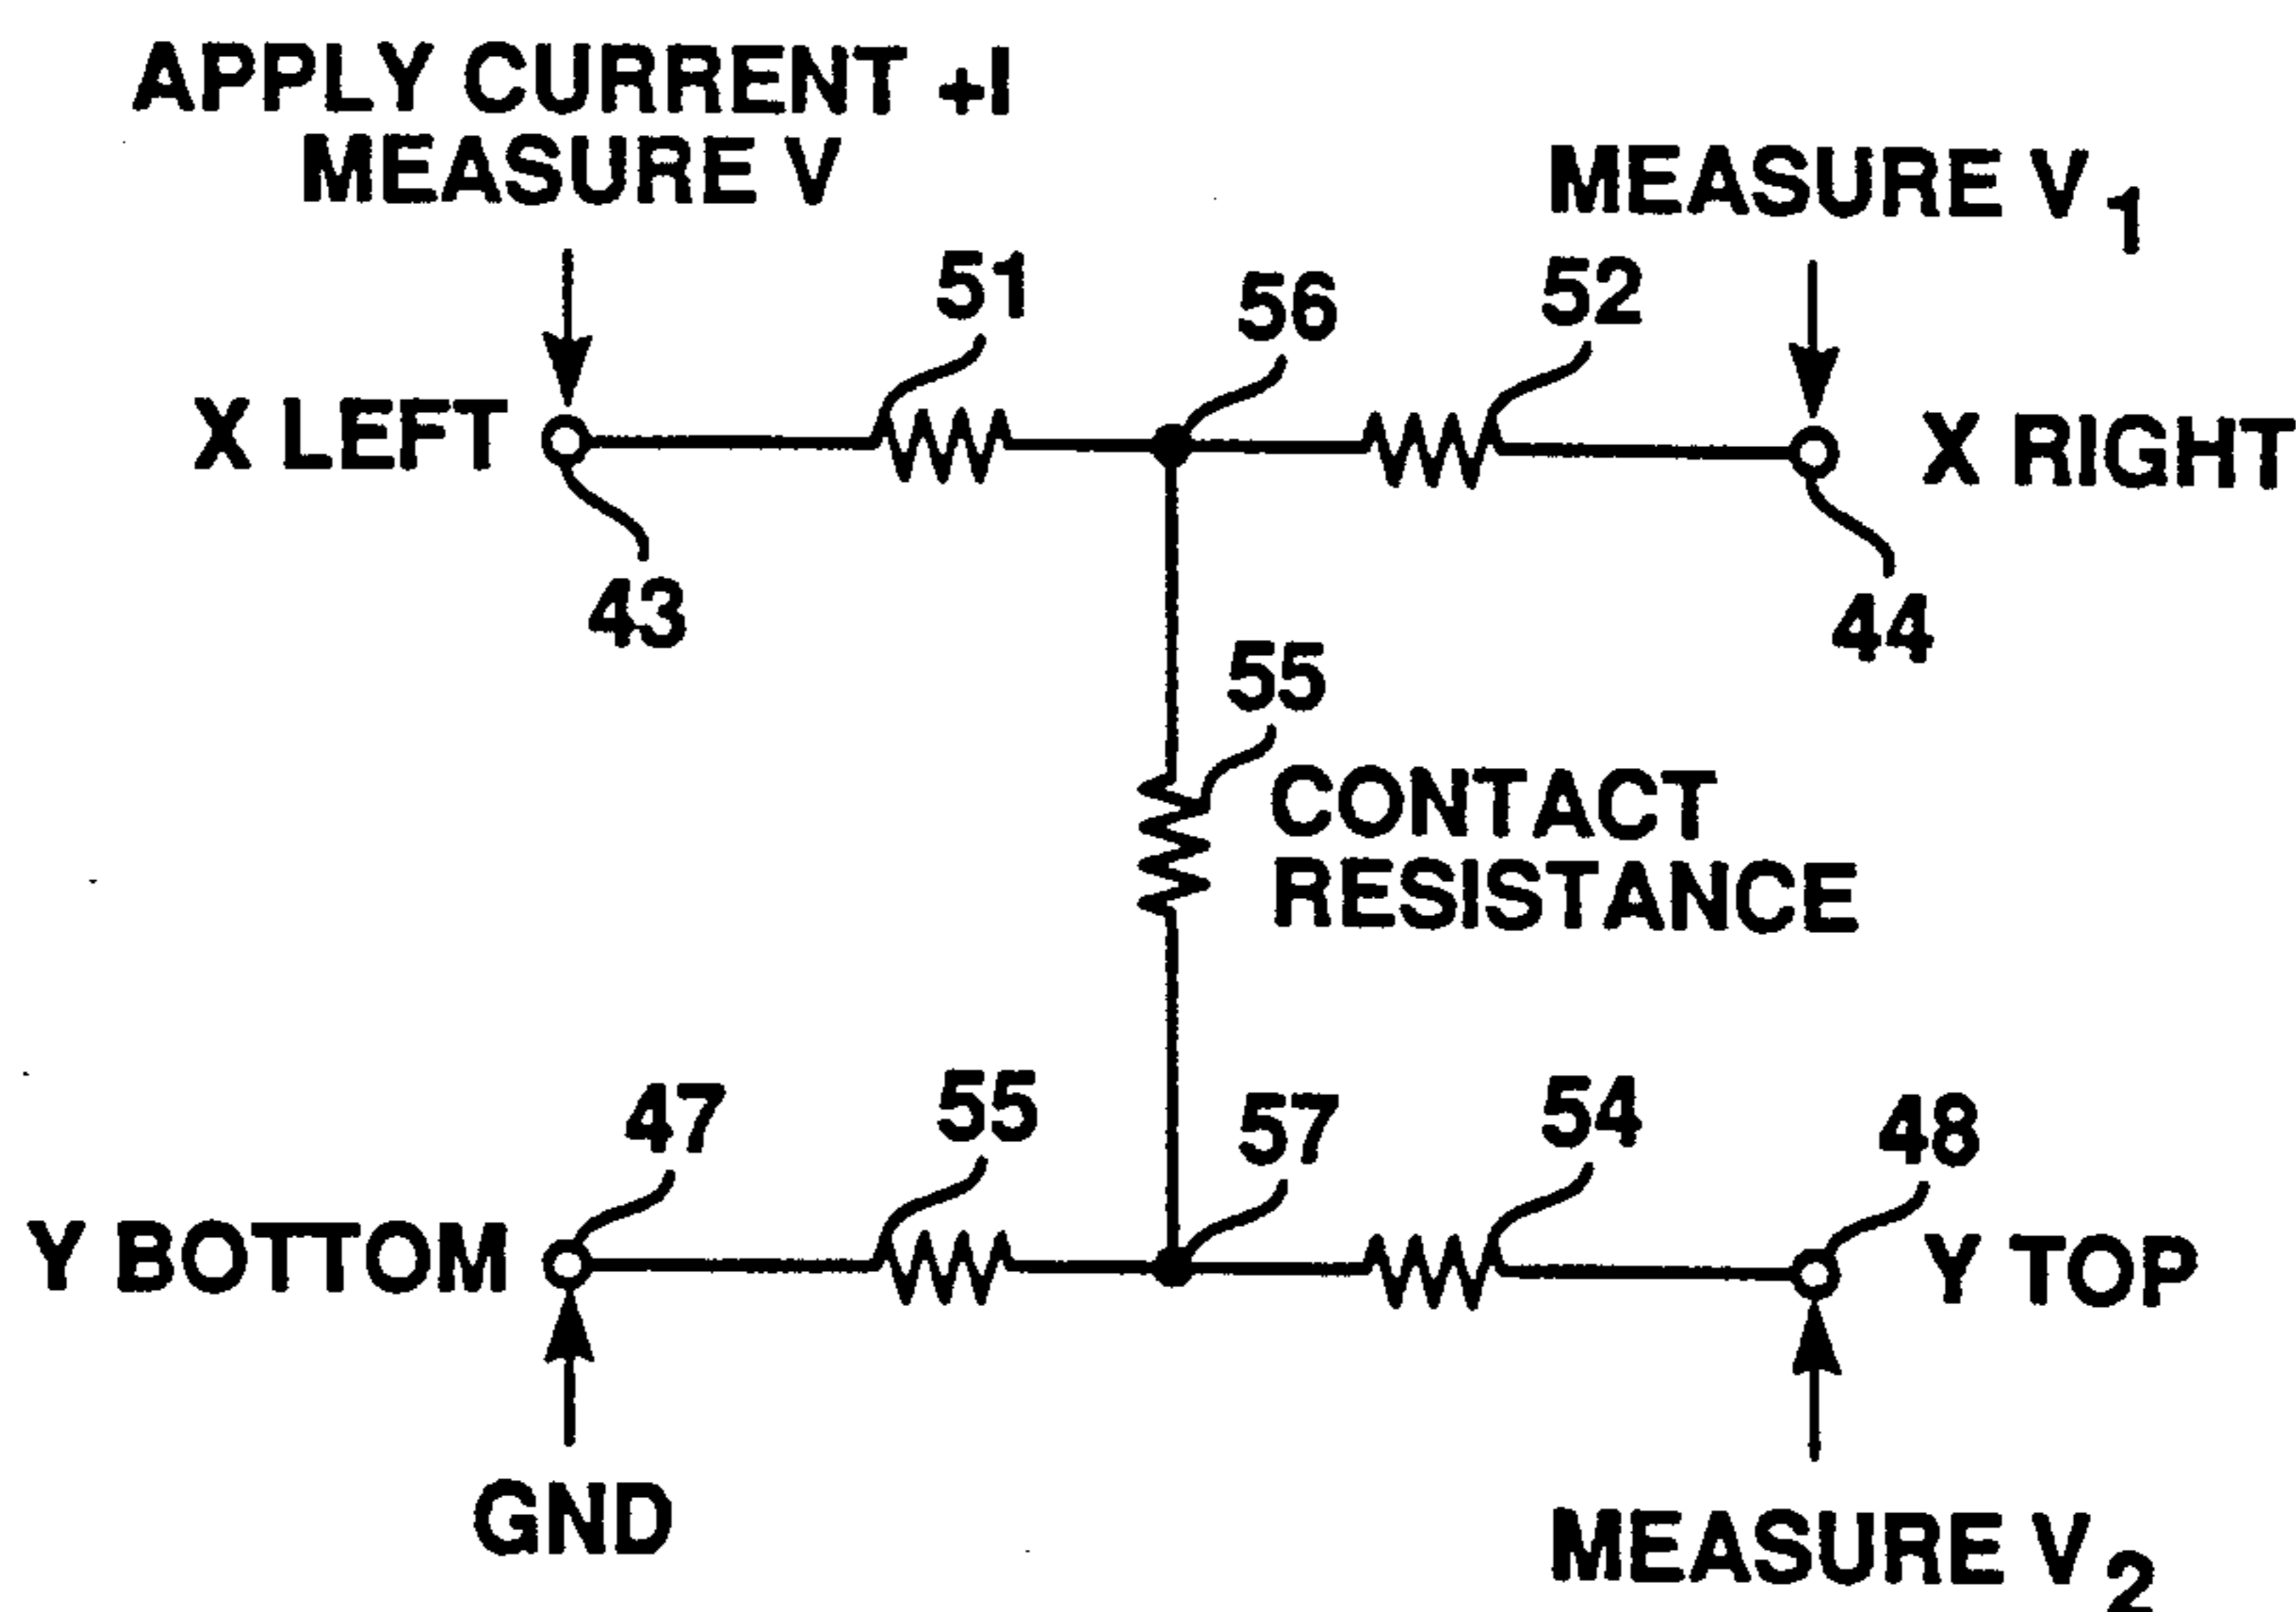 APPLY CURRENT +I
MEASURE V
MEASURE V1
51
56
52
X LEFT
X RIGHT
43
44
55
CONTACT
RESISTANCE
47
55
57
54
48
Y BOTTOM
Y TOP
GND
MEASURE V2